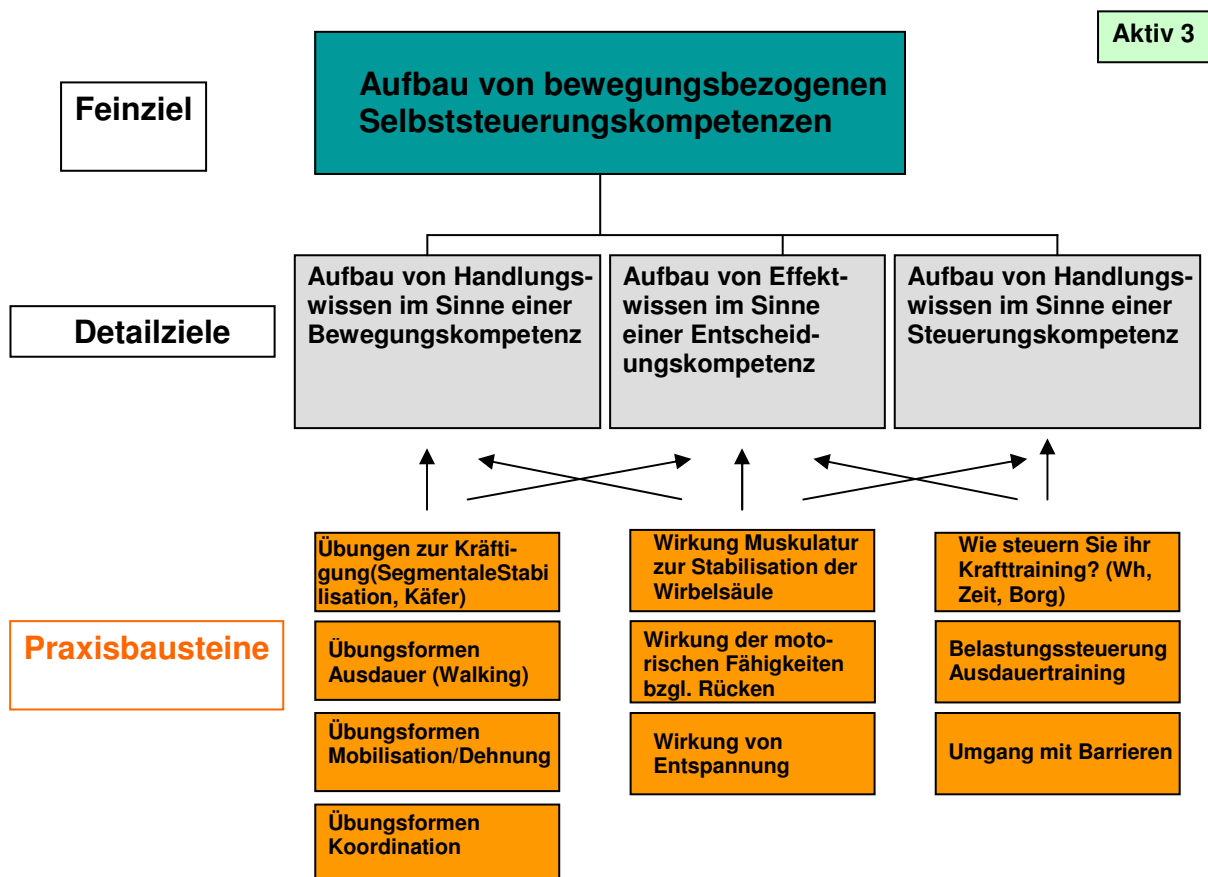 Aktiv 3
Feinziel
Aufbau von bewegungsbezogenen
Selbststeuerungskompetenzen
Detailziele
Aufbau von Handlungs-
wissen im Sinne einer
Bewegungskompetenz
Aufbau von Effekt-
wissen im Sinne
einer Entscheid-
ungskompetenz
Aufbau von Handlungs-
wissen im Sinne einer
Steuerungskompetenz
Praxisbausteine
Übungen zur Kräfti-
gung(SegmentaleStabi
lisation, Käfer)
Übungsformen
Ausdauer (Walking)
Übungsformen
Mobilisation/Dehnung
Übungsformen
Koordination
Wirkung Muskulatur
zur Stabilisation der
Wirbelsäule
Wirkung der moto-
rischen Fähigkeiten
bzgl. Rücken
Wirkung von
Entspannung
Wie steuern Sie ihr
Krafttraining? (Wh,
Zeit, Borg)
Belastungssteuerung
Ausdauertraining
Umgang mit Barrieren